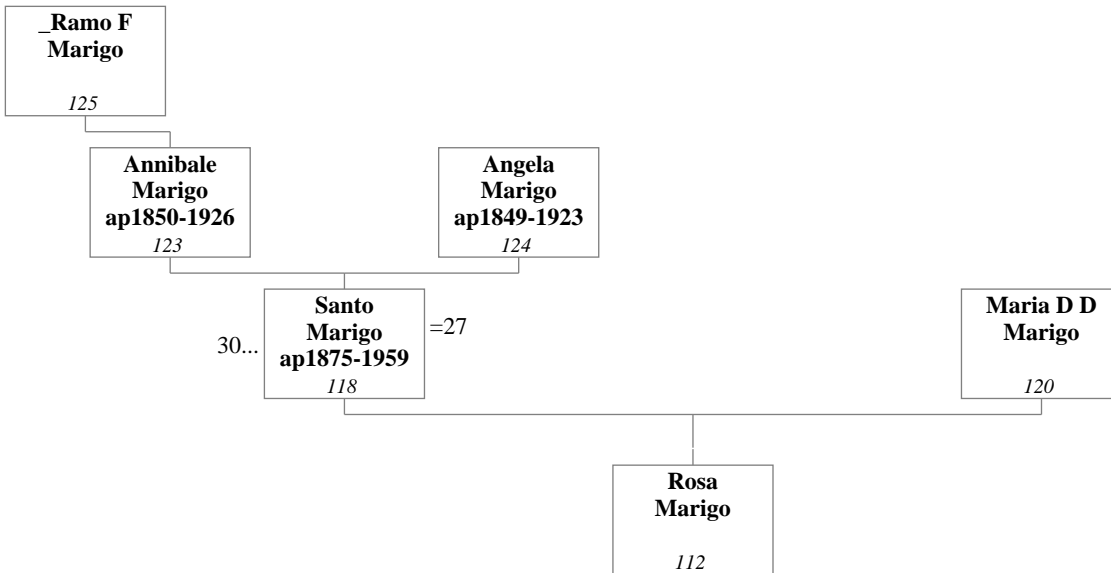 _Ramo F
Marigo
125
Annibale
Marigo
ap1850-1926
123
Angela
Marigo
ap1849-1923
124
30...
Santo
Marigo
ap1875-1959
118
=27
Maria D D
Marigo
120
Rosa
Marigo
112